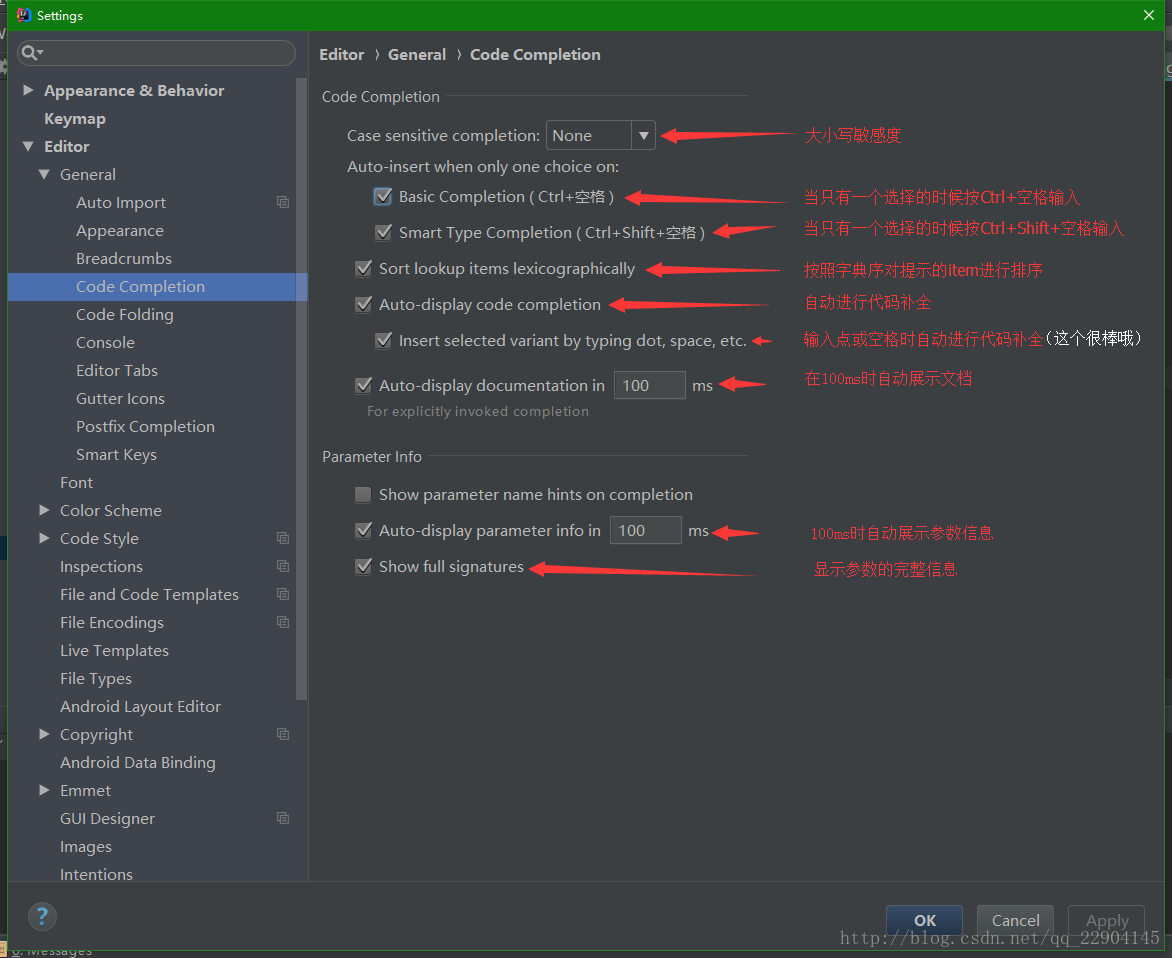 Settings
Editor › General › Code Completion
Appearance & Behavior
Keymap
Editor
General
Auto Import
Appearance
Breadcrumbs
Code Completion
Code Folding
Console
Editor Tabs
Gutter Icons
Postfix Completion
Smart Keys
Font
Color Scheme
Code Style
Inspections
File and Code Templates
File Encodings
Live Templates
File Types
Android Layout Editor
Copyright
Android Data Binding
Emmet
GUI Designer
Images
Intentions
Code Completion
Case sensitive completion: None 大小写敏感度
Auto-insert when only one choice on:
Basic Completion ( Ctrl+空格 ) 当只有一个选择的时候按Ctrl+空格输入
Smart Type Completion ( Ctrl+Shift+空格 ) 当只有一个选择的时候按Ctrl+Shift+空格输入
Sort lookup items lexicographically 按照字典序对提示的item进行排序
Auto-display code completion 自动进行代码补全
Insert selected variant by typing dot, space, etc. 输入点或空格时自动进行代码补全(这个很棒哦)
Auto-display documentation in 100 ms 在100ms时自动展示文档
For explicitly invoked completion
Parameter Info
Show parameter name hints on completion
Auto-display parameter info in 100 ms 100ms时自动展示参数信息
Show full signatures 显示参数的完整信息
?
OK Cancel Apply
http://blog.csdn.net/qq_22904145
Messages